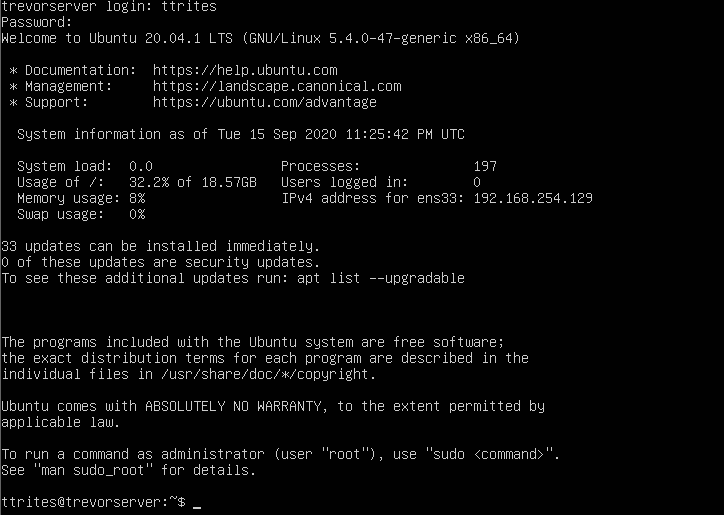 trevorserver login: ttrites
Password:
Welcome to Ubuntu 20.04.1 LTS (GNU/Linux 5.4.0-47-generic x86_64)
* Documentation:  https://help.ubuntu.com
* Management:     https://landscape.canonical.com
* Support:        https://ubuntu.com/advantage
System information as of Tue 15 Sep 2020 11:25:42 PM UTC
System load:  0.0                Processes:              197
Usage of /:   32.2% of 18.57GB   Users logged in:        0
Memory usage: 8%                 IPv4 address for ens33: 192.168.254.129
Swap usage:   0%
33 updates can be installed immediately.
0 of these updates are security updates.
To see these additional updates run: apt list --upgradable
The programs included with the Ubuntu system are free software;
the exact distribution terms for each program are described in the
individual files in /usr/share/doc/*/copyright.
Ubuntu comes with ABSOLUTELY NO WARRANTY, to the extent permitted by
applicable law.
To run a command as administrator (user "root"), use "sudo <command>".
See "man sudo_root" for details.
ttrites@trevorserver:~$ _